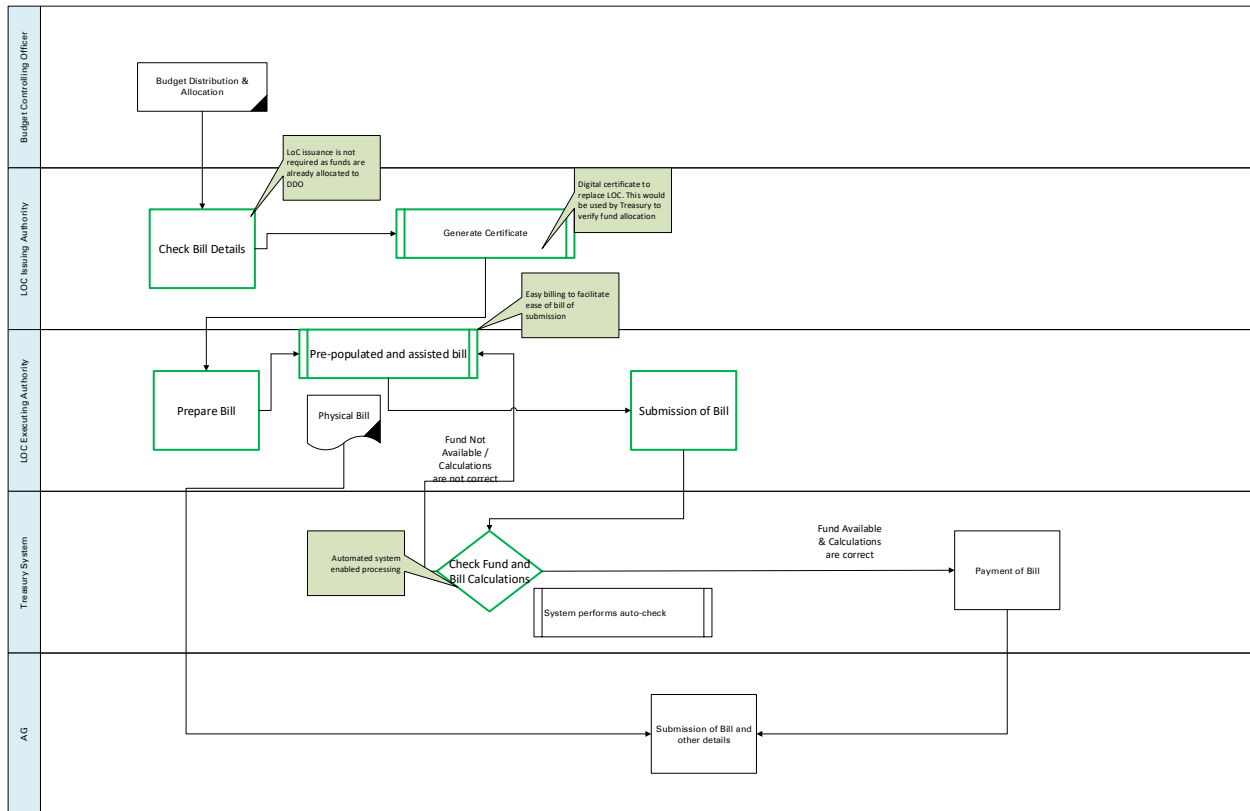 Budget Controlling Officer
Budget Distribution &
Allocation
LoC issuance is not
required as funds are
already allocated to
DDO
LOC Issuing Authority
Check Bill Details
Generate Certificate
Digital certificate to
replace LOC. This would
be used by Treasury to
verify fund allocation
Easy billing to facilitate
ease of bill of
submission
LOC Executing Authority
Pre-populated and assisted bill
Prepare Bill
Physical Bill
Submission of Bill
Fund Not
Available /
Calculations
are not correct
Treasury System
Automated system
enabled processing
Check Fund and
Bill Calculations
System performs auto-check
Fund Available
& Calculations
are correct
Payment of Bill
AG
Submission of Bill and
other details